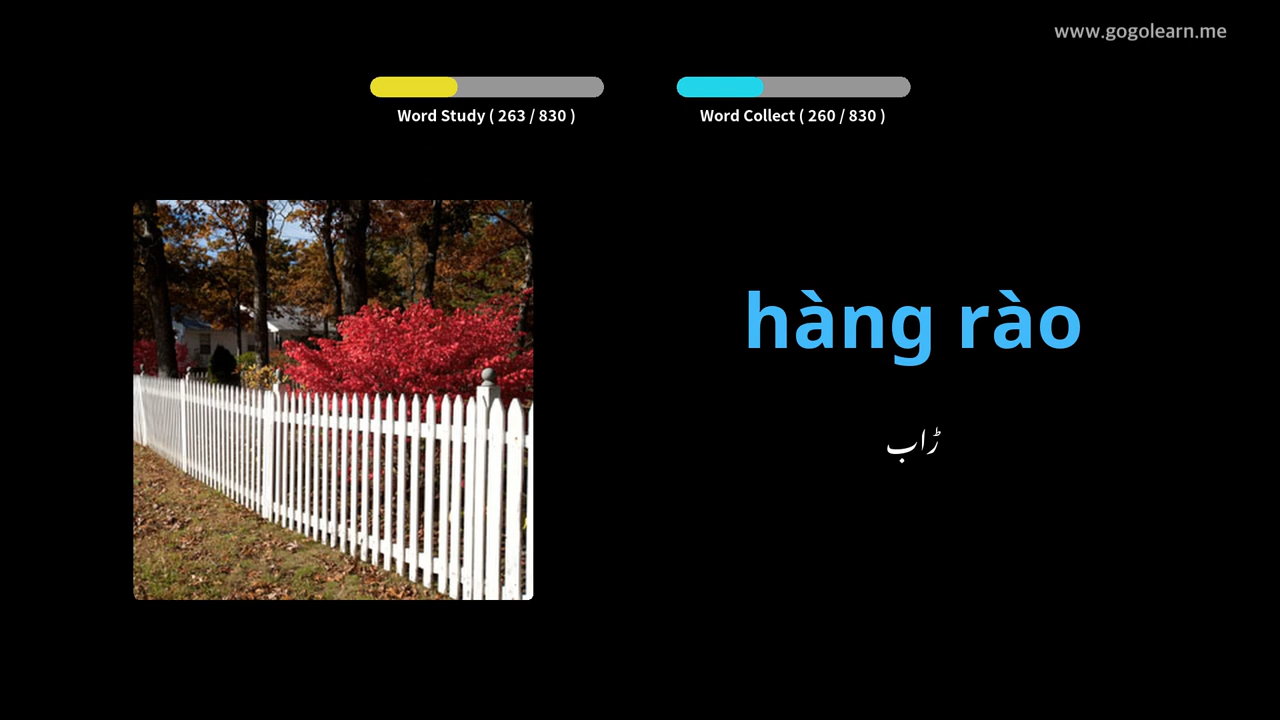 www.gogolearn.me
Word Study ( 263 / 830 )
Word Collect ( 260 / 830 )
hàng rào
ڑاب